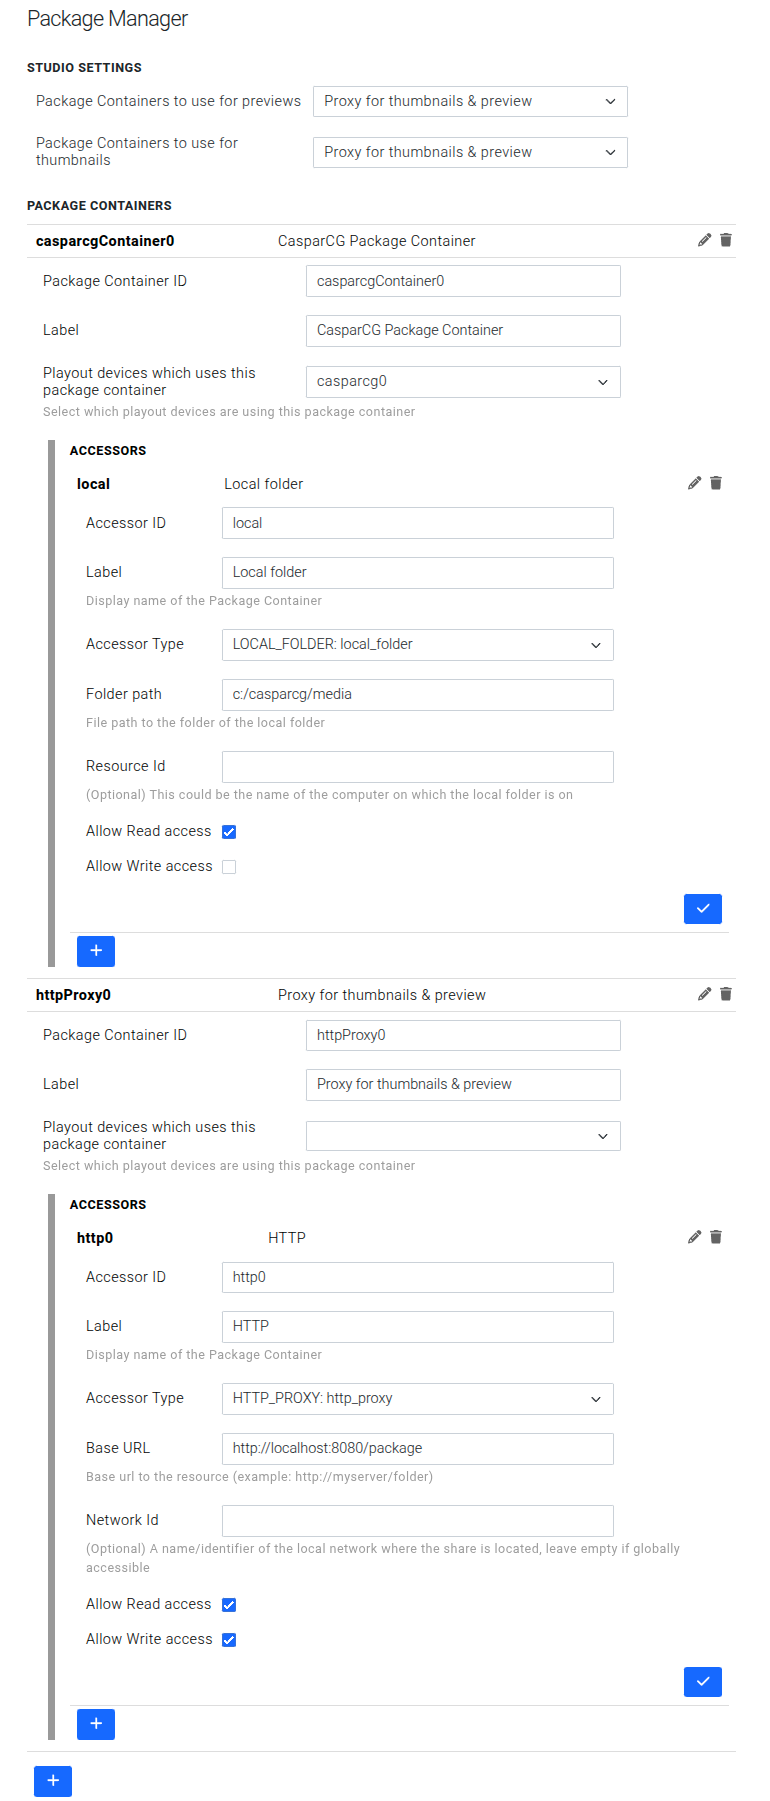 Package Manager
STUDIO SETTINGS
Package Containers to use for previews
Proxy for thumbnails & preview
Package Containers to use for
thumbnails
Proxy for thumbnails & preview
PACKAGE CONTAINERS
casparcgContainer0 CasparCG Package Container
Package Container ID casparcgContainer0
Label CasparCG Package Container
Playout devices which uses this
package container
casparcg0
Select which playout devices are using this package container
ACCESSORS
local Local folder
Accessor ID local
Label Local folder
Display name of the Package Container
Accessor Type LOCAL_FOLDER: local_folder
Folder path c:/casparcg/media
File path to the folder of the local folder
Resource Id
(Optional) This could be the name of the computer on which the local folder is on
Allow Read access
Allow Write access
httpProxy0 Proxy for thumbnails & preview
Package Container ID httpProxy0
Label Proxy for thumbnails & preview
Playout devices which uses this
package container
Select which playout devices are using this package container
ACCESSORS
http0 HTTP
Accessor ID http0
Label HTTP
Display name of the Package Container
Accessor Type HTTP_PROXY: http_proxy
Base URL http://localhost:8080/package
Base url to the resource (example: http://myserver/folder)
Network Id
(Optional) A name/identifier of the local network where the share is located, leave empty if globally
accessible
Allow Read access
Allow Write access